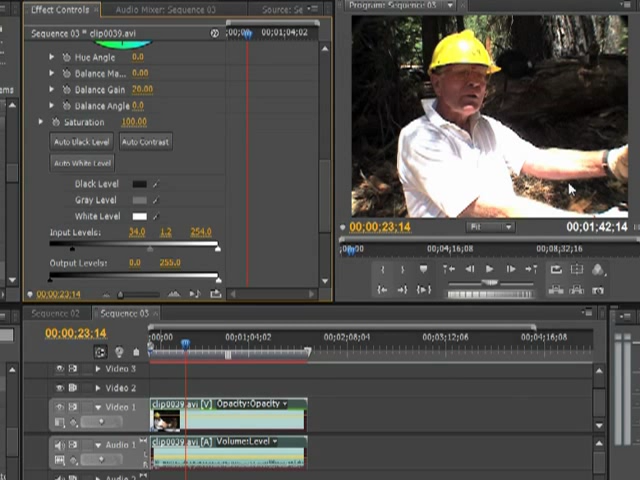 Effect Controls
Audio Mixer: Sequence 03
Source: Se
Program: Sequence 03
Sequence 03 * clip0039.avi
;00;00
00;01;04;02
Hue Angle 0.0
Balance Ma... 0.00
Balance Gain 20.00
Balance Angle 0.0
Saturation 100.00
Auto Black Level
Auto Contrast
Auto White Level
Black Level
Gray Level
White Level
Input Levels: 34.0 1.2 254.0
Output Levels: 0.0 255.0
00;00;23;14
00;00;23;14
Fit
00;01;42;14
;00;00
00;04;16;08
00;08;32;16
Sequence 02
Sequence 03
00;00;23;14
;00;00
00;01;04;02
00;02;08;04
00;03;12;06
00;04;16;08
Video 3
Video 2
Video 1
clip0039.avi [V] Opacity:Opacity
Audio 1
clip0039.avi [A] Volume:Level